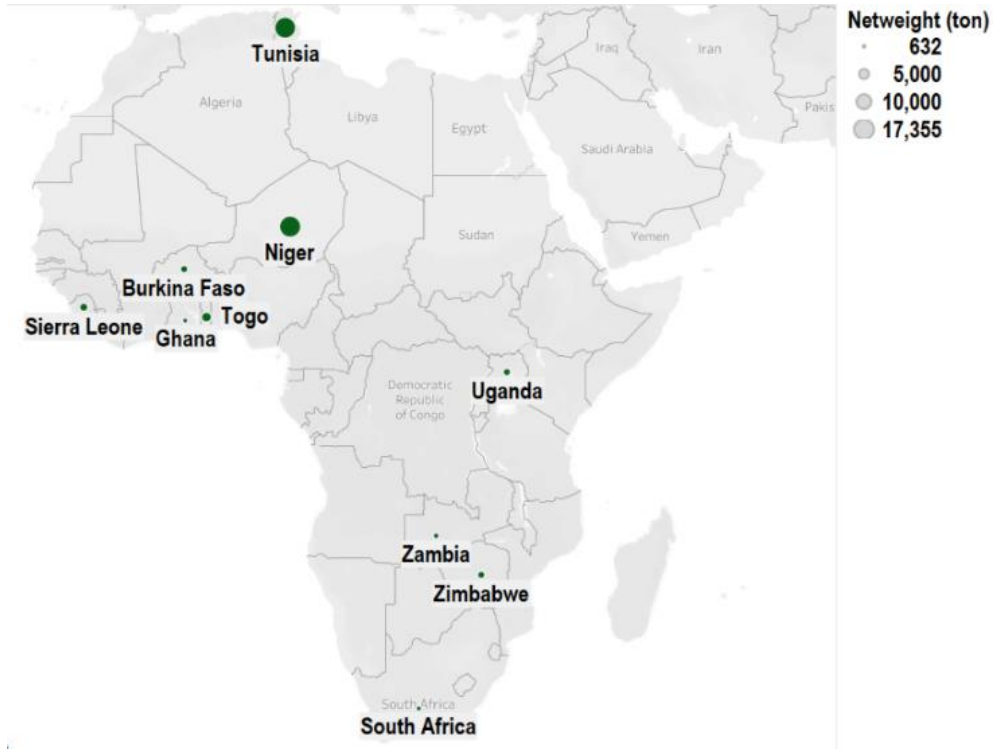 Netweight (ton)
632
5,000
10,000
17,355
Tunisia
Iraq
Iran
Algeria
Libya
Egypt
Pakis
Saudi Arabia
Niger
Sudan
Yemen
Burkina Faso
Sierra Leone
Togo
Ghana
Uganda
Democratic
Republic
of Congo
Zambia
Zimbabwe
South Africa
South Africa